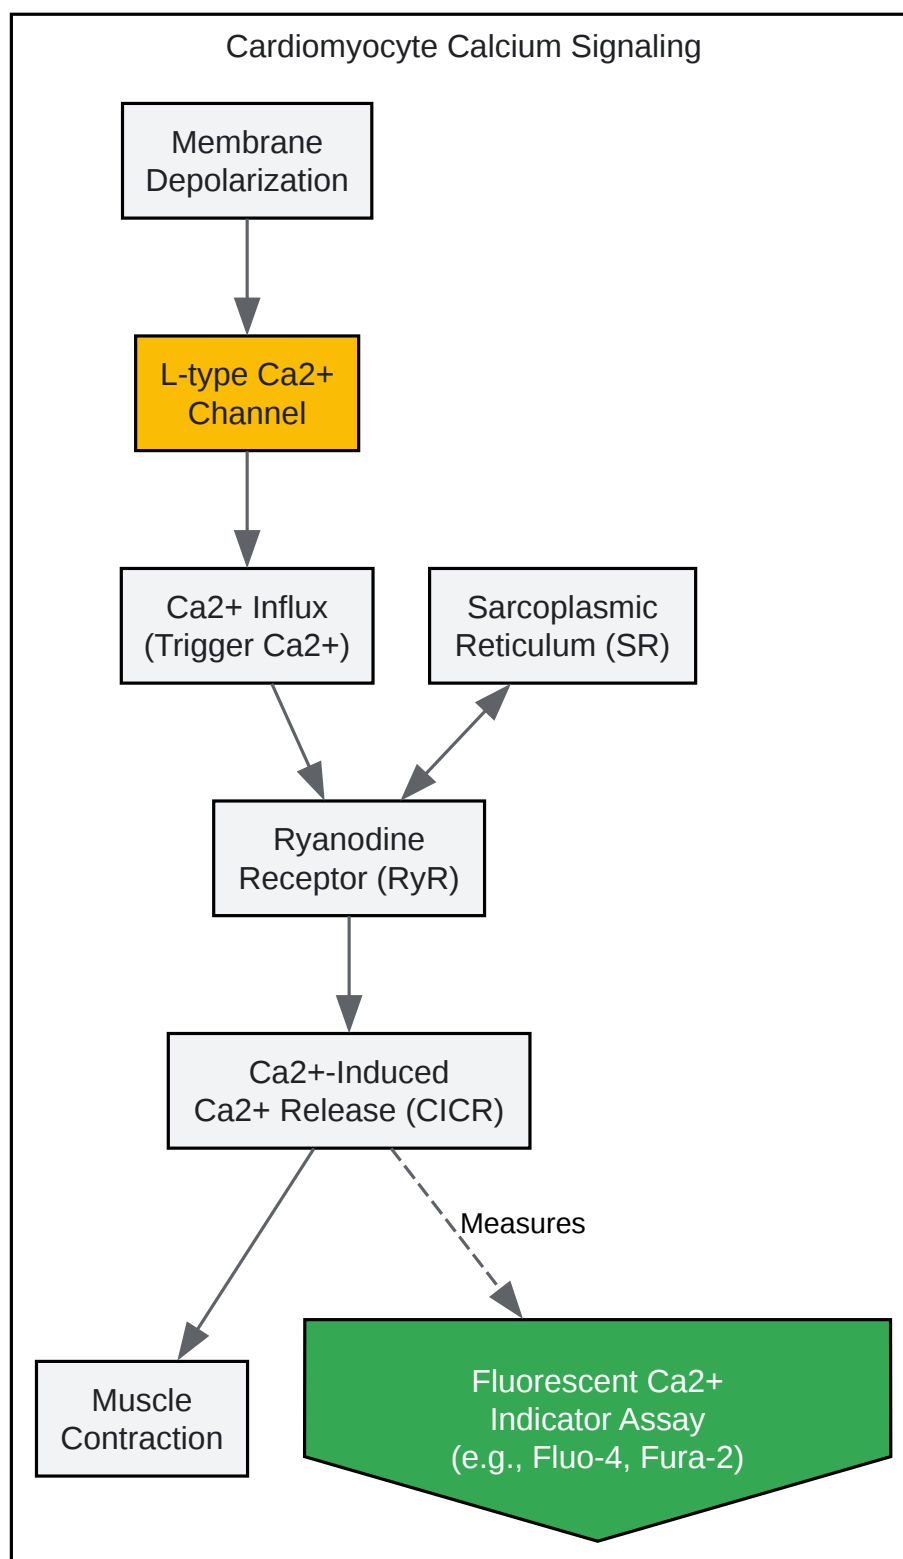 Cardiomyocyte Calcium Signaling
Membrane
Depolarization
L-type Ca2+
Channel
Ca2+ Influx
(Trigger Ca2+)
Sarcoplasmic
Reticulum (SR)
Ryanodine
Receptor (RyR)
Ca2+-Induced
Ca2+ Release (CICR)
Measures
Muscle
Contraction
Fluorescent Ca2+
Indicator Assay
(e.g., Fluo-4, Fura-2)